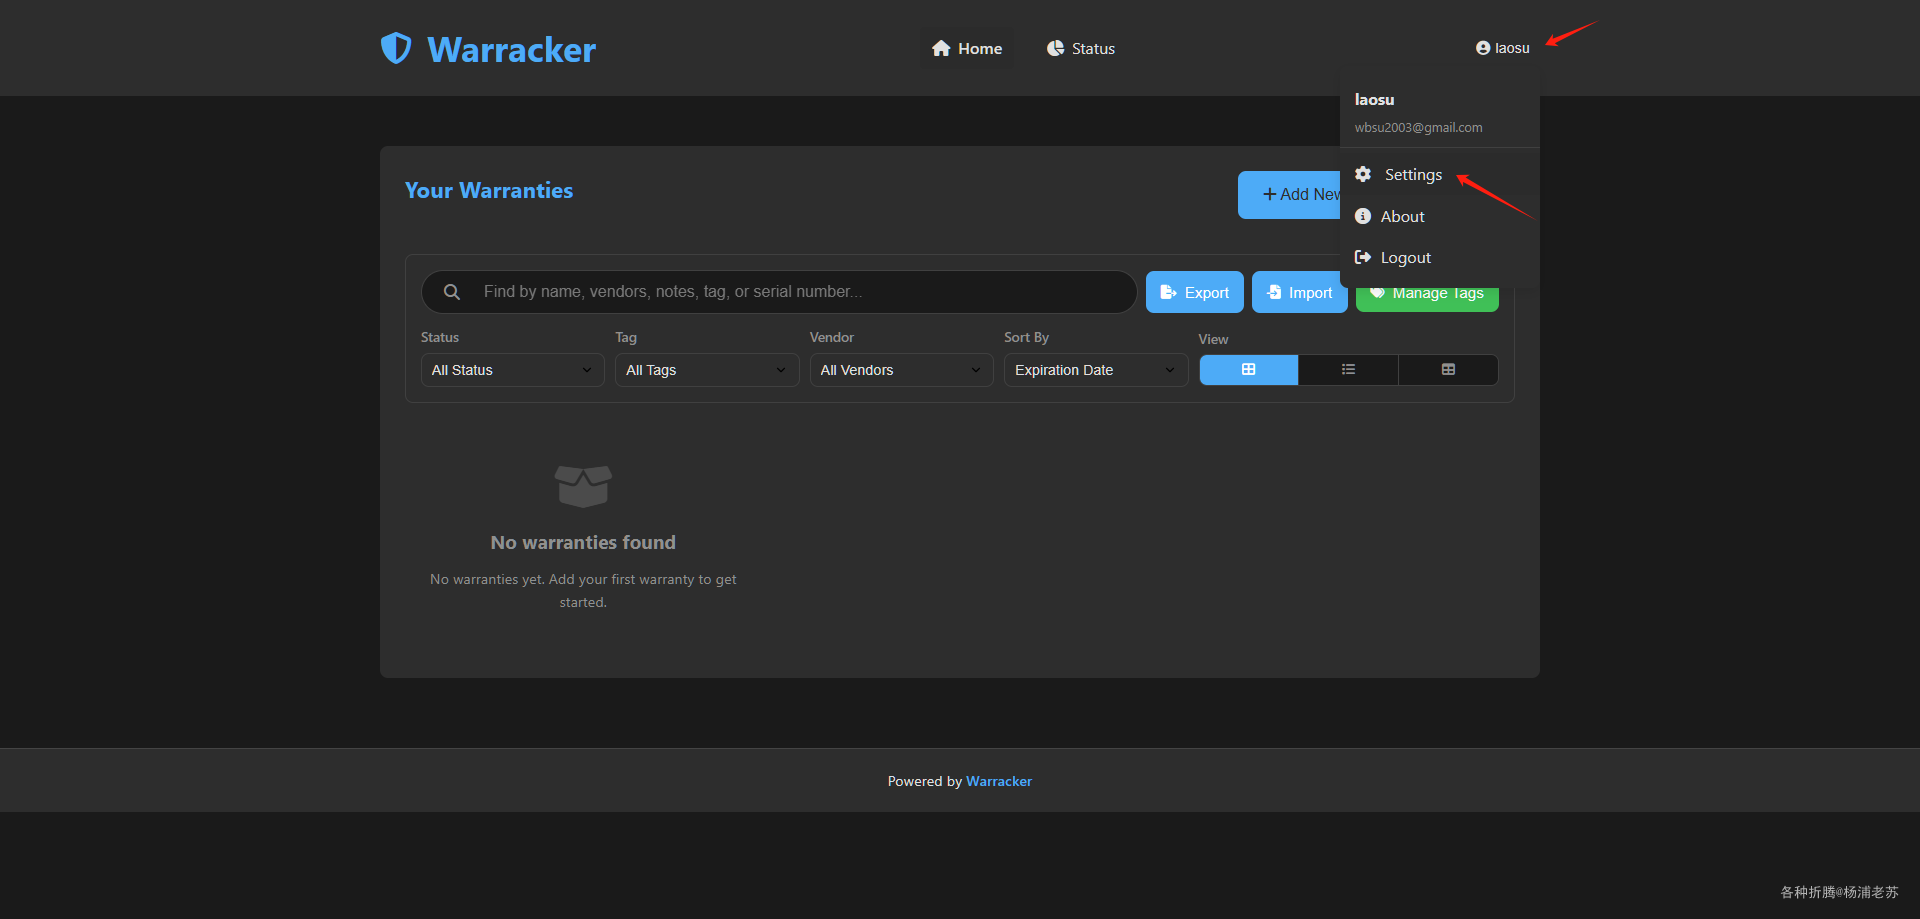 Warracker
Home
Status
laosu
laosu
wbsu2003@gmail.com
Settings
About
Logout
Your Warranties
Add New
Find by name, vendors, notes, tag, or serial number...
Export
Import
Manage Tags
Status
Tag
Vendor
Sort By
View
All Status
All Tags
All Vendors
Expiration Date
No warranties found
No warranties yet. Add your first warranty to get
started.
Powered by Warracker
各种折腾@杨浦老苏